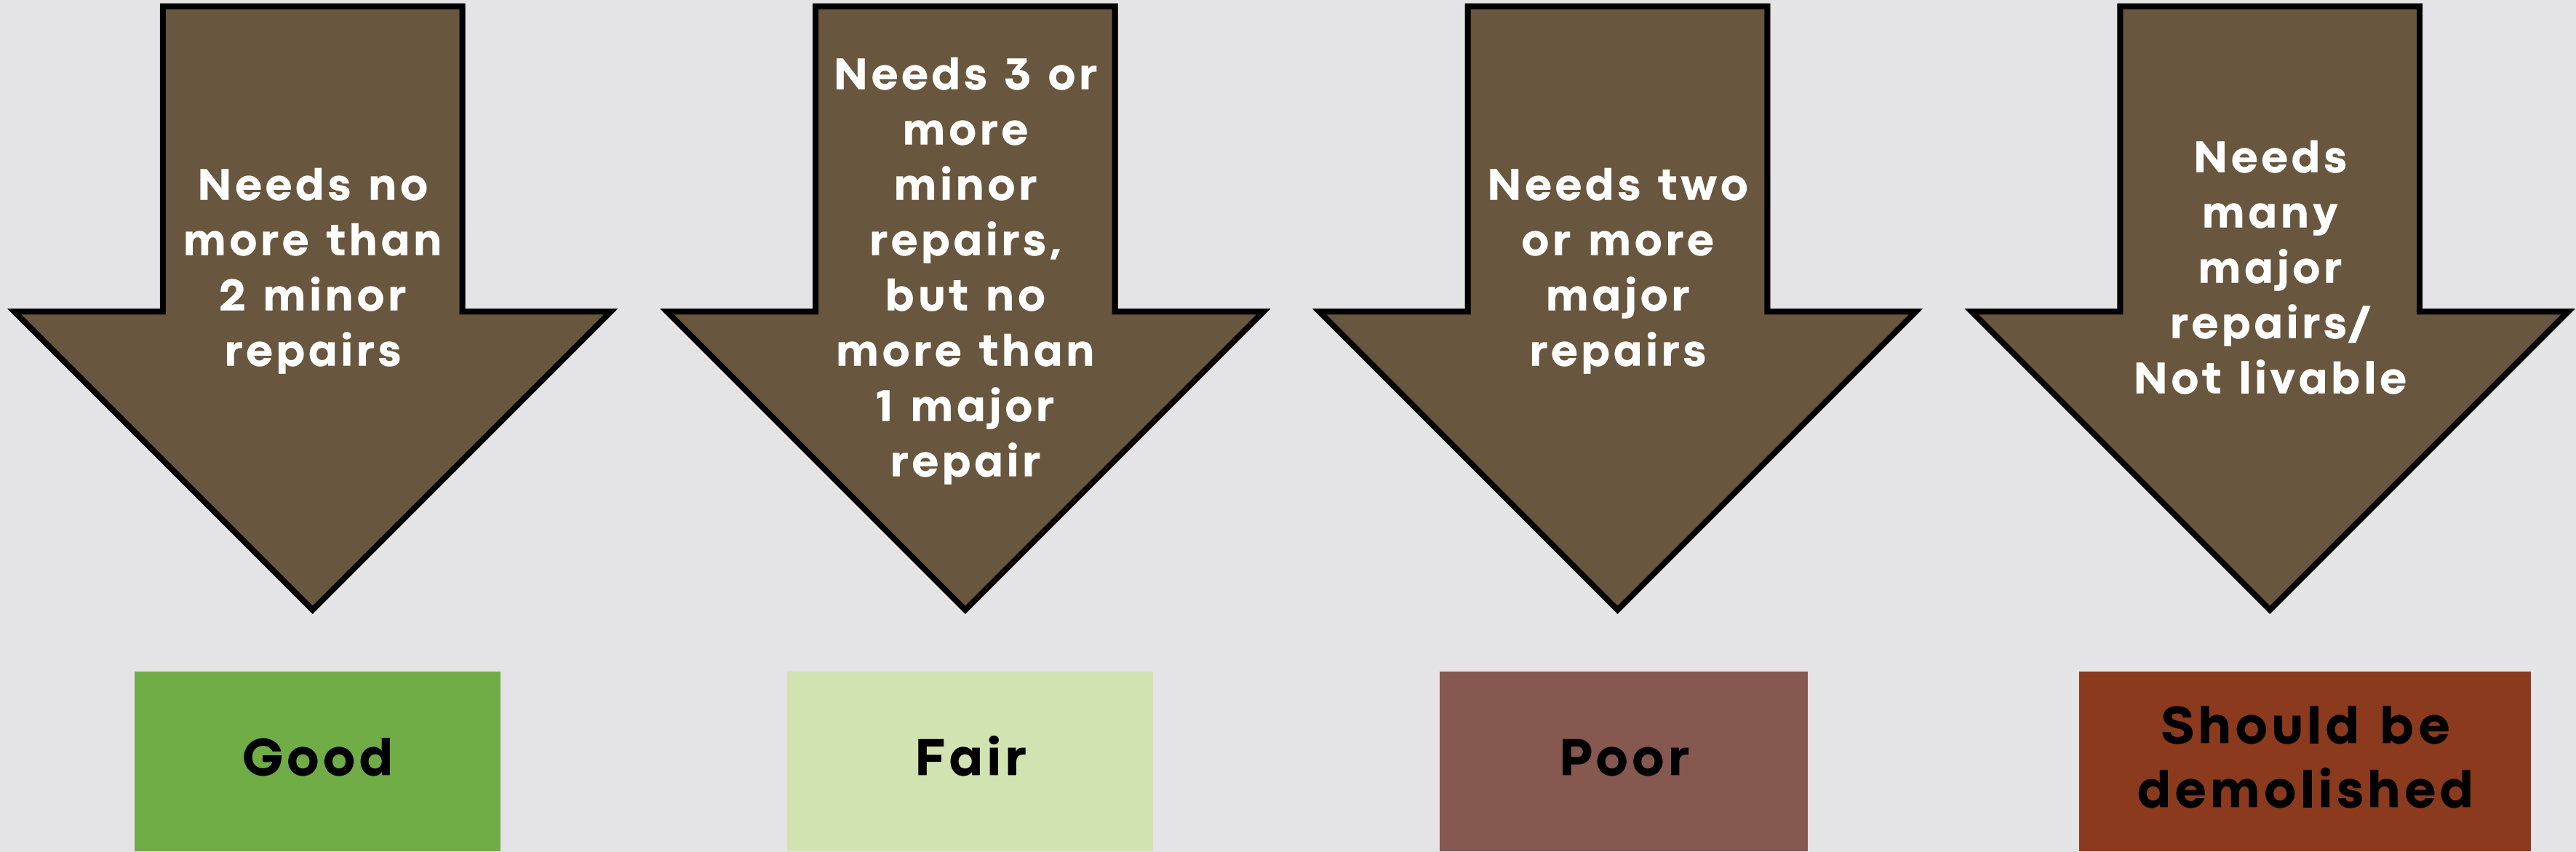 Needs no
more than
2 minor
repairs
Needs 3 or
more
minor
repairs,
but no
more than
1 major
repair
Needs two
or more
major
repairs
Needs
many
major
repairs/
Not livable
Good
Fair
Poor
Should be
demolished